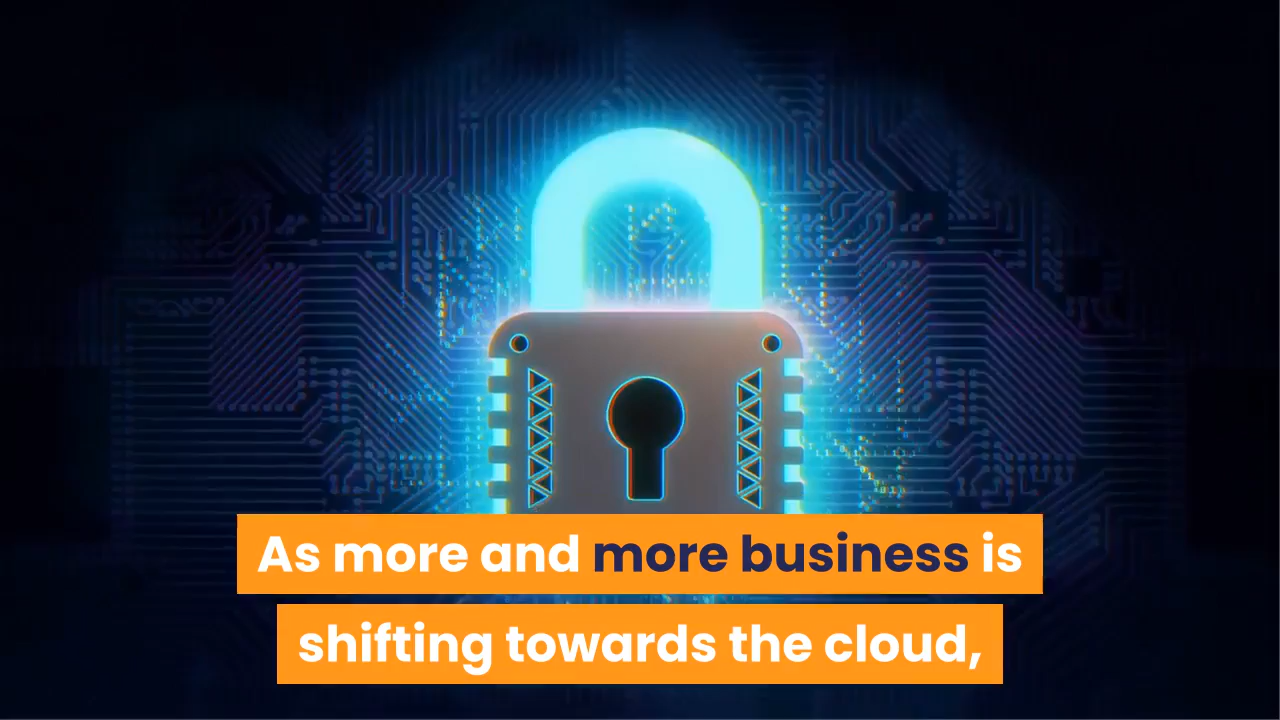 As more and more business is
shifting towards the cloud,